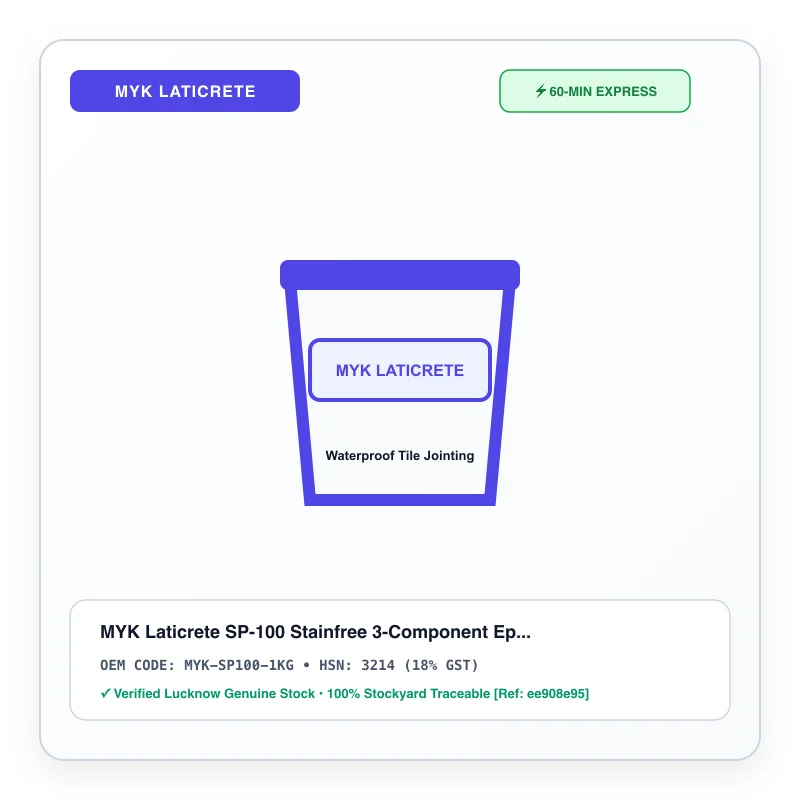 MYK LATICRETE
⚡ 60-MIN EXPRESS
MYK LATICRETE
Waterproof Tile Jointing
MYK Laticrete SP-100 Stainfree 3-Component Ep...
OEM CODE: MYK-SP100-1KG • HSN: 3214 (18% GST)
✓ Verified Lucknow Genuine Stock • 100% Stockyard Traceable [Ref: ee908e95]